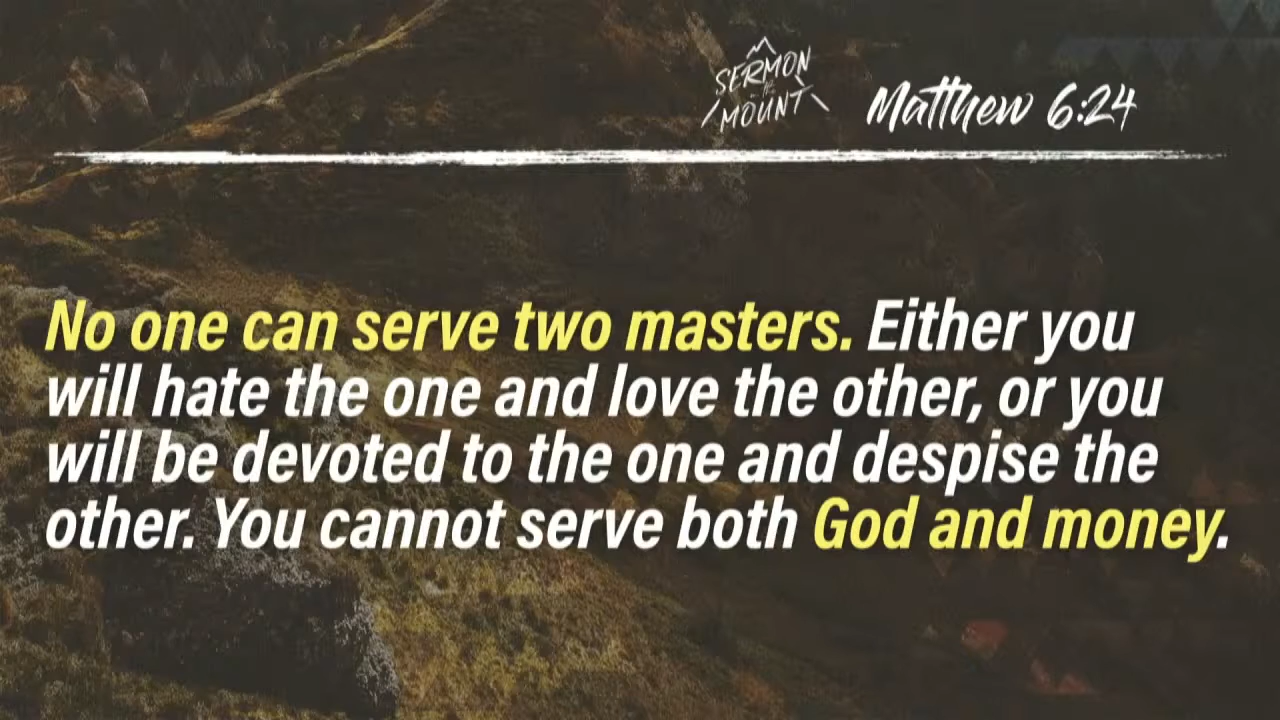 SERMON
on the
MOUNT
Matthew 6:24
No one can serve two masters. Either you
will hate the one and love the other, or you
will be devoted to the one and despise the
other. You cannot serve both God and money.